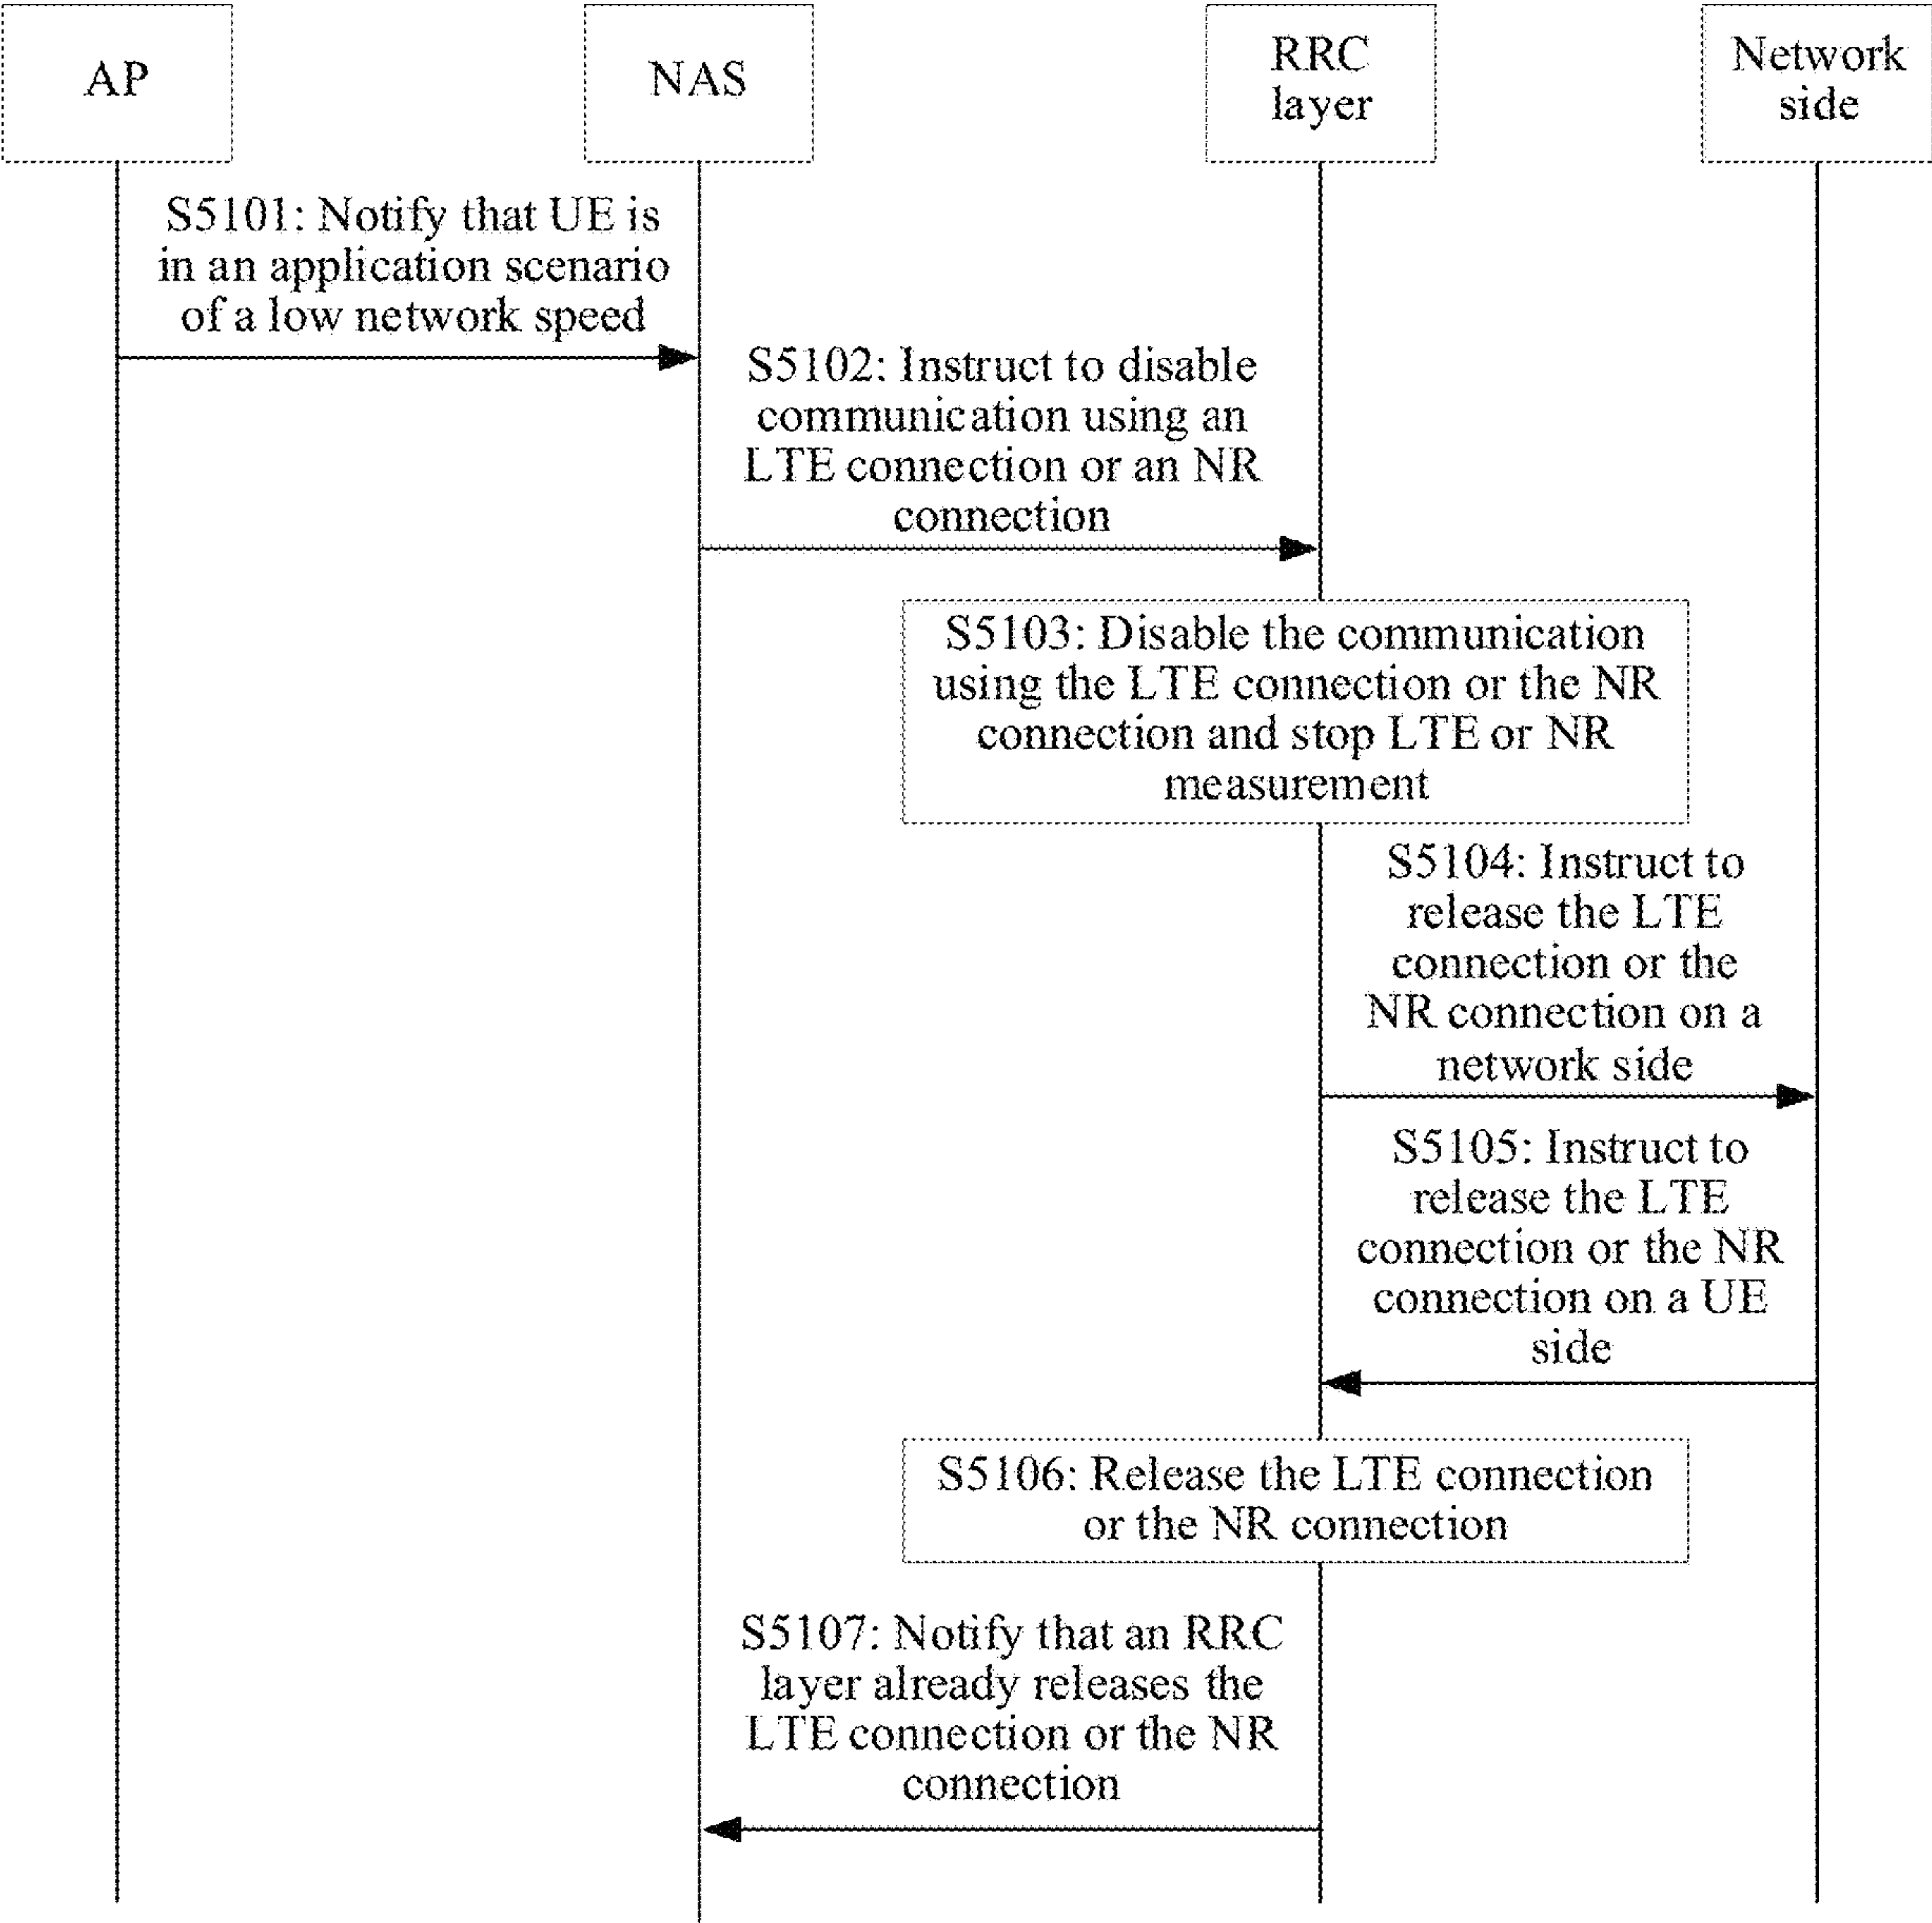 AP
NAS
RRC
layer
Network
side
S5101: Notify that UE is
in an application scenario
of a low network speed
S5102: Instruct to disable
communication using an
LTE connection or an NR
connection
S5103: Disable the communication
using the LTE connection or the NR
connection and stop LTE or NR
measurement
S5104: Instruct to
release the LTE
connection or the
NR connection on a
network side
S5105: Instruct to
release the LTE
connection or the NR
connection on a UE
side
S5106: Release the LTE connection
or the NR connection
S5107: Notify that an RRC
layer already releases the
LTE connection or the NR
connection